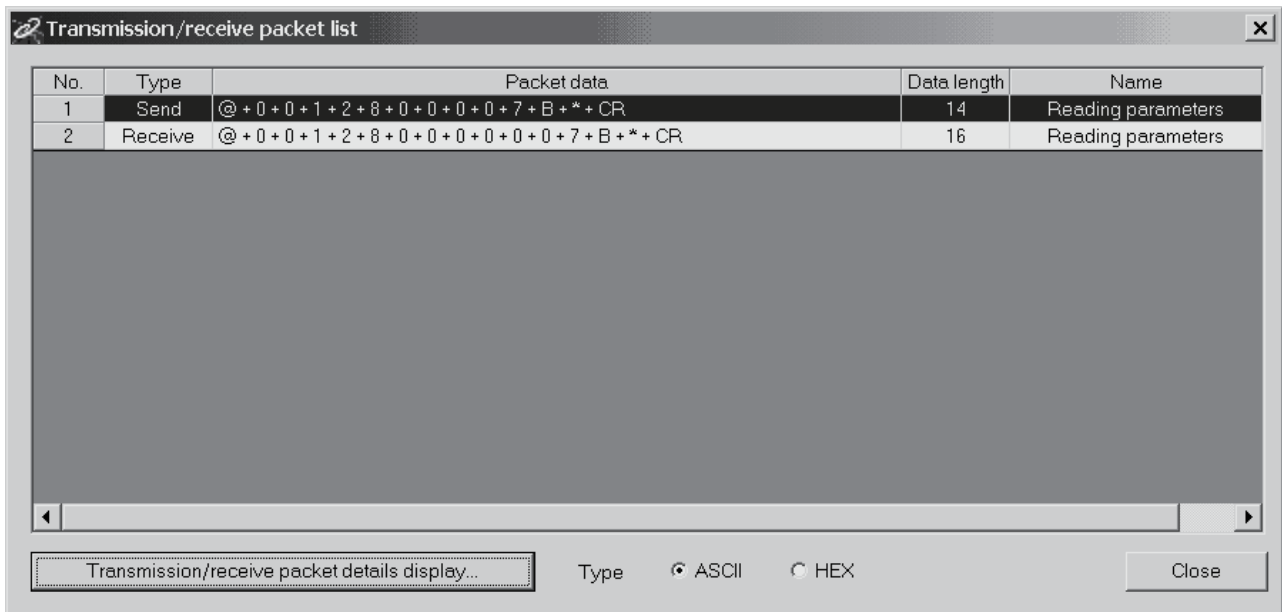 Transmission/receive packet list
No. Type Packet data Data length Name
1 Send @ + 0 + 0 + 1 + 2 + 8 + 0 + 0 + 0 + 0 + 7 + B + * + CR 14 Reading parameters
2 Receive @ + 0 + 0 + 1 + 2 + 8 + 0 + 0 + 0 + 0 + 0 + 0 + 7 + B + * + CR 16 Reading parameters
Transmission/receive packet details display... Type ASCII HEX Close